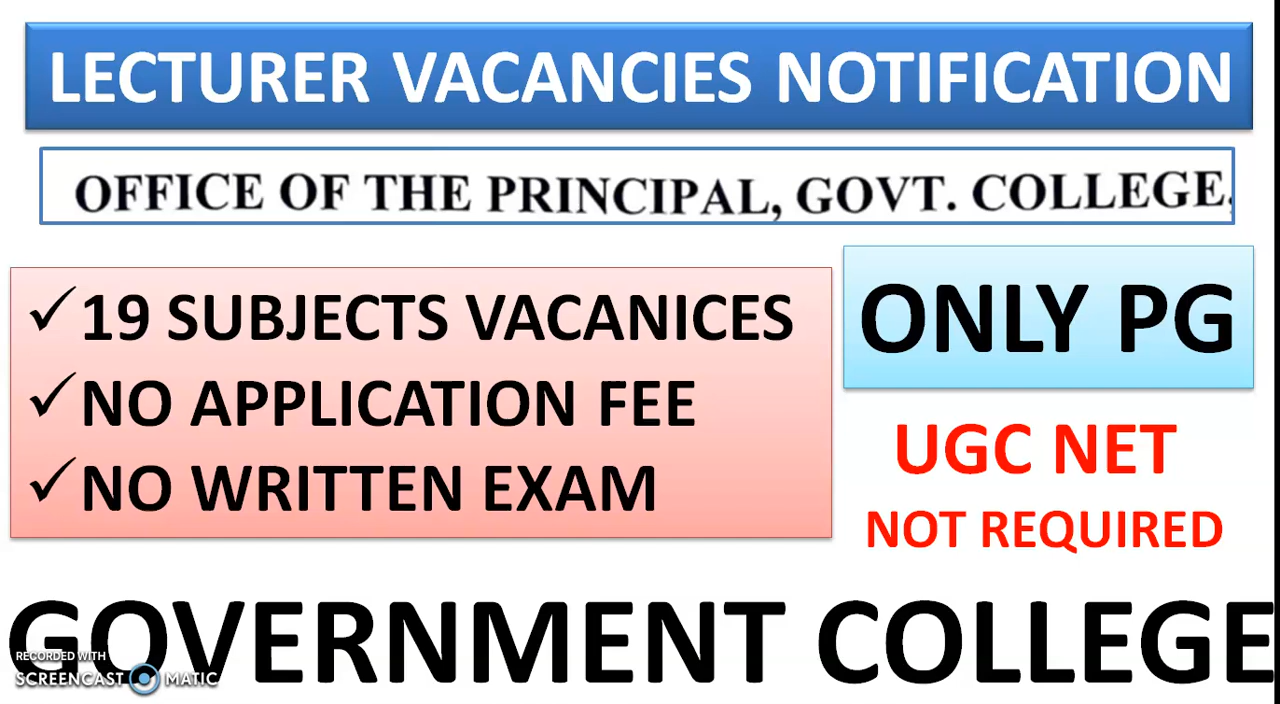 LECTURER VACANCIES NOTIFICATION
OFFICE OF THE PRINCIPAL, GOVT. COLLEGE,
✓19 SUBJECTS VACANICES
✓NO APPLICATION FEE
✓NO WRITTEN EXAM
ONLY PG
UGC NET
NOT REQUIRED
GOVERNMENT COLLEGE
RECORDED WITH
SCREENCAST MATIC